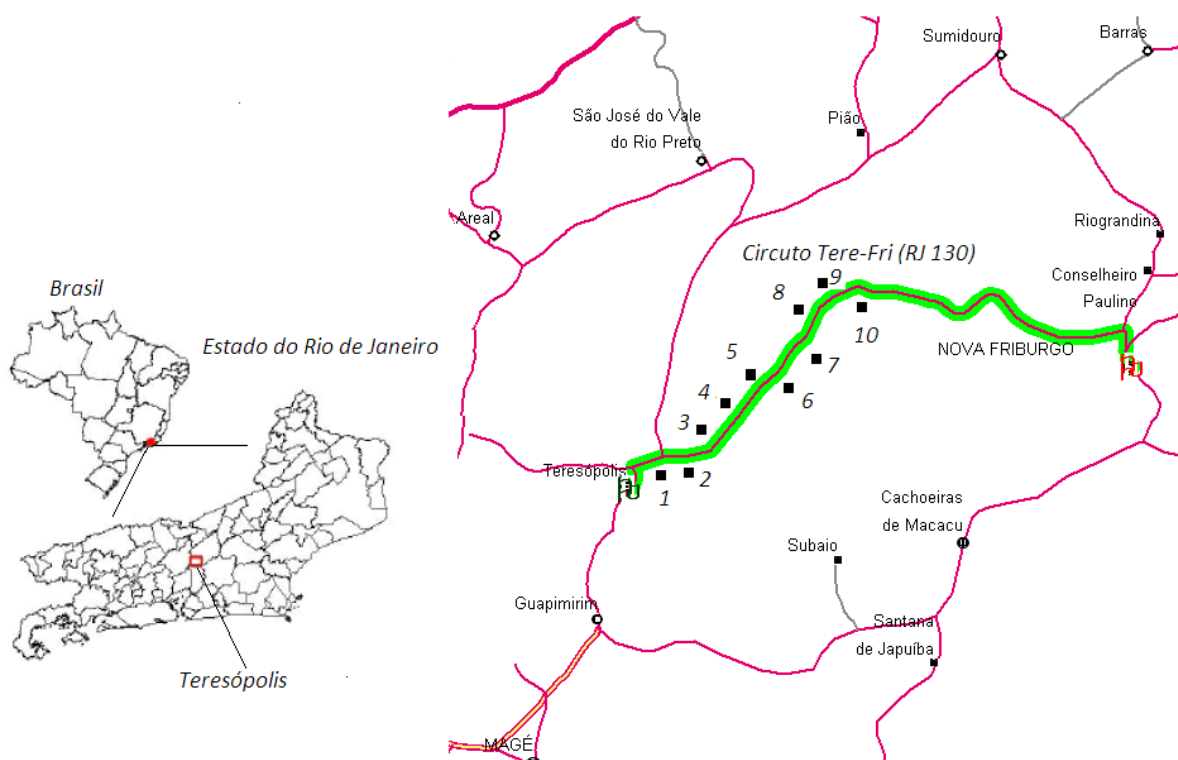 Brasil
Estado do Rio de Janeiro
Teresópolis
Sumidouro
Barras
São José do Vale
do Rio Preto
Pião
Areal
Riograndina
Circuto Tere-Fri (RJ 130)
Conselheiro
Paulino
9
8
10
NOVA FRIBURGO
5
7
6
4
3
Teresópolis
1
2
Cachoeiras
de Macacu
Subaio
Guapimirim
Santana
de Japuíba
MAGÉ